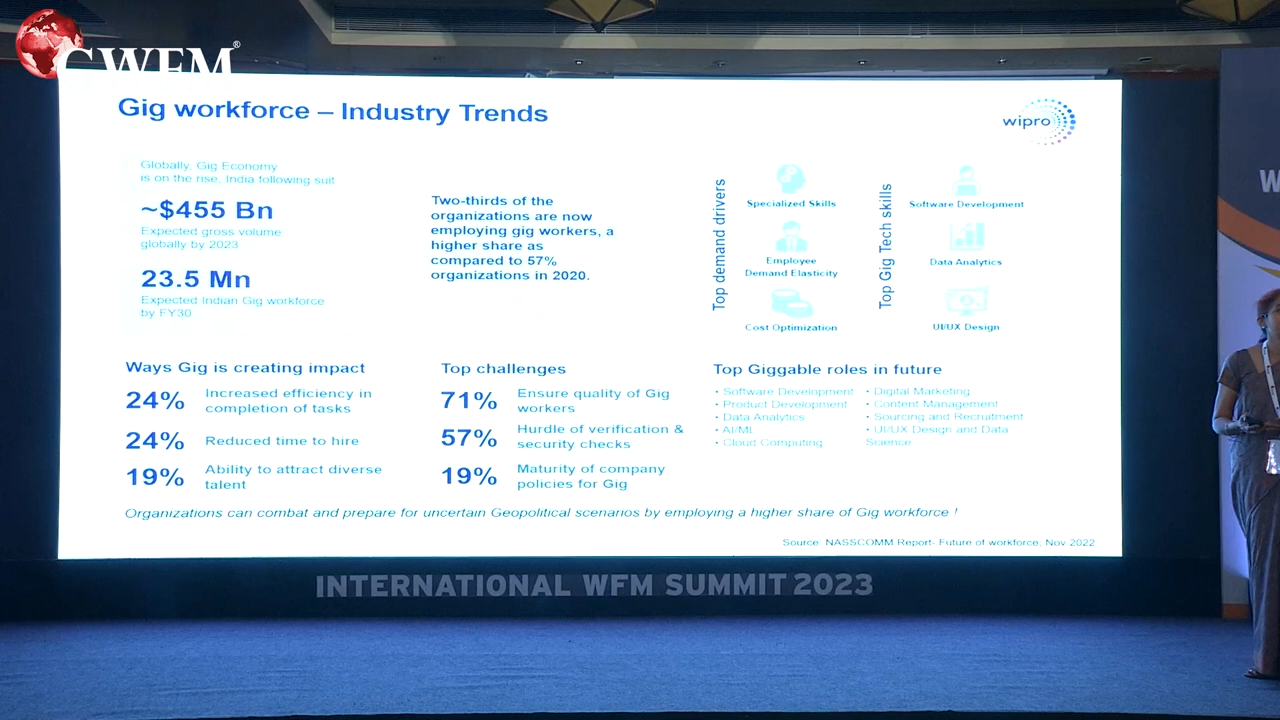 GWFM®
Gig workforce – Industry Trends
wipro
Globally, Gig Economy
is on the rise, India following suit
~$455 Bn
Expected gross volume
globally by 2023
23.5 Mn
Expected Indian Gig workforce
by FY30
Two-thirds of the
organizations are now
employing gig workers, a
higher share as
compared to 57%
organizations in 2020.
Top demand drivers
Specialized Skills
Employee
Demand Elasticity
Cost Optimization
Top Gig Tech skills
Software Development
Data Analytics
UI/UX Design
Ways Gig is creating impact
24% Increased efficiency in
completion of tasks
24% Reduced time to hire
19% Ability to attract diverse
talent
Top challenges
71% Ensure quality of Gig
workers
57% Hurdle of verification &
security checks
19% Maturity of company
policies for Gig
Top Giggable roles in future
• Software Development
• Product Development
• Data Analytics
• AI/ML
• Cloud Computing
• Digital Marketing
• Content Management
• Sourcing and Recruitment
• UI/UX Design and Data
Science
Organizations can combat and prepare for uncertain Geopolitical scenarios by employing a higher share of Gig workforce !
Source: NASSCOMM Report- Future of workforce, Nov 2022
INTERNATIONAL WFM SUMMIT 2023
W